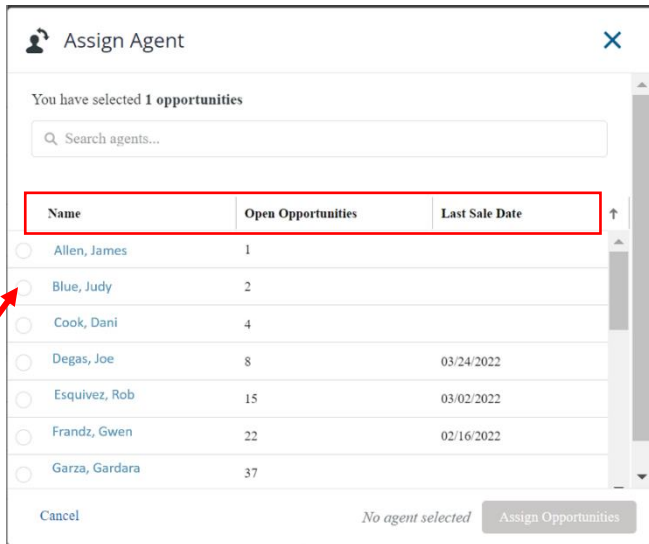 Assign Agent
You have selected 1 opportunities
Search agents...
Name Open Opportunities Last Sale Date
Allen, James 1
Blue, Judy 2
Cook, Dani 4
Degas, Joe 8 03/24/2022
Esquivez, Rob 15 03/02/2022
Frandz, Gwen 22 02/16/2022
Garza, Gardara 37
Cancel No agent selected Assign Opportunities